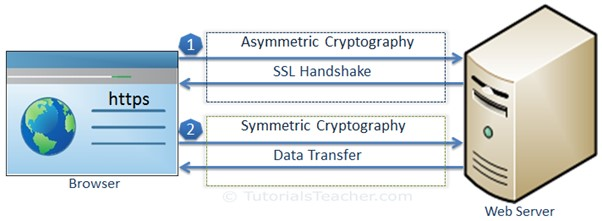 1
Asymmetric Cryptography
SSL Handshake
https
2
Symmetric Cryptography
Data Transfer
Browser
© TutorialsTeacher.com
Web Server